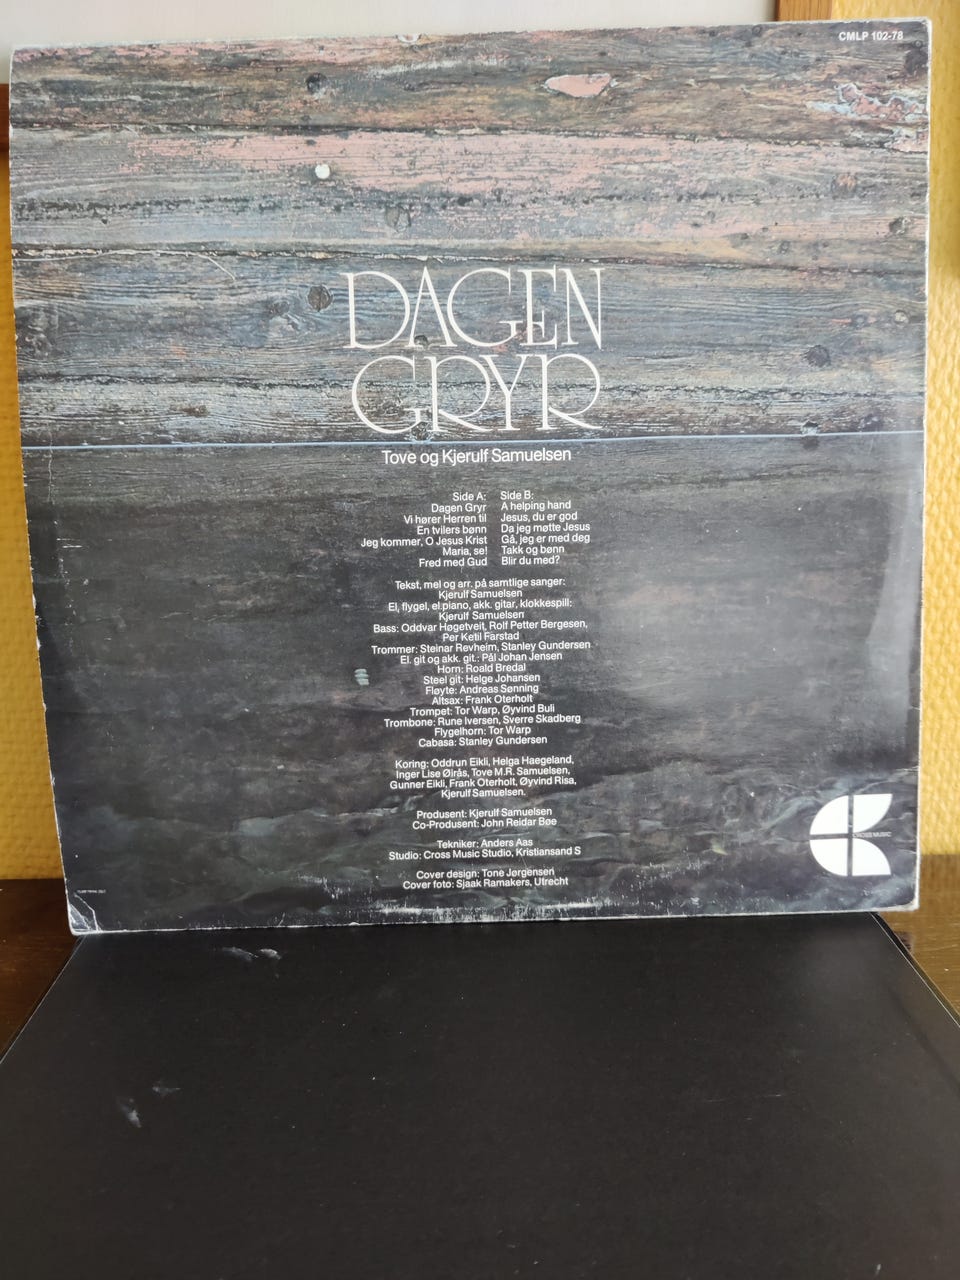 CMLP 102-78
DAGEN
GRYR
Tove og Kjerulf Samuelsen
Side A:
Dagen Gryr
Vi hører Herren til
En tvilers bønn
Jeg kommer, O Jesus Krist
Maria, se!
Fred med Gud
Side B:
A helping hand
Jesus, du er god
Da jeg møtte Jesus
Gå, jeg er med deg
Takk og bønn
Blir du med?
Tekst, mel og arr. på samtlige sanger:
Kjerulf Samuelsen
El, flygel, el.piano, akk. gitar, klokkespill:
Kjerulf Samuelsen
Bass: Oddvar Høgetveit, Rolf Petter Bergesen,
Per Ketil Farstad
Trommer: Steinar Revheim, Stanley Gundersen
El. git og akk. git.: Pål Johan Jensen
Horn: Roald Bredal
Steel git: Helge Johansen
Fløyte: Andreas Sønning
Altsax: Frank Oterholt
Trompet: Tor Warp, Øyvind Buli
Trombone: Rune Iversen, Sverre Skadberg
Flygelhorn: Tor Warp
Cabasa: Stanley Gundersen
Koring: Oddrun Eikli, Helga Haegeland,
Inger Lise Øirås, Tove M.R. Samuelsen,
Gunner Eikli, Frank Oterholt, Øyvind Risa,
Kjerulf Samuelsen.
Produsent: Kjerulf Samuelsen
Co-Produsent: John Reidar Bøe
Tekniker: Anders Aas
Studio: Cross Music Studio, Kristiansand S
Cover design: Tone Jørgensen
Cover foto: Sjaak Ramakers, Utrecht
CROSS MUSIC